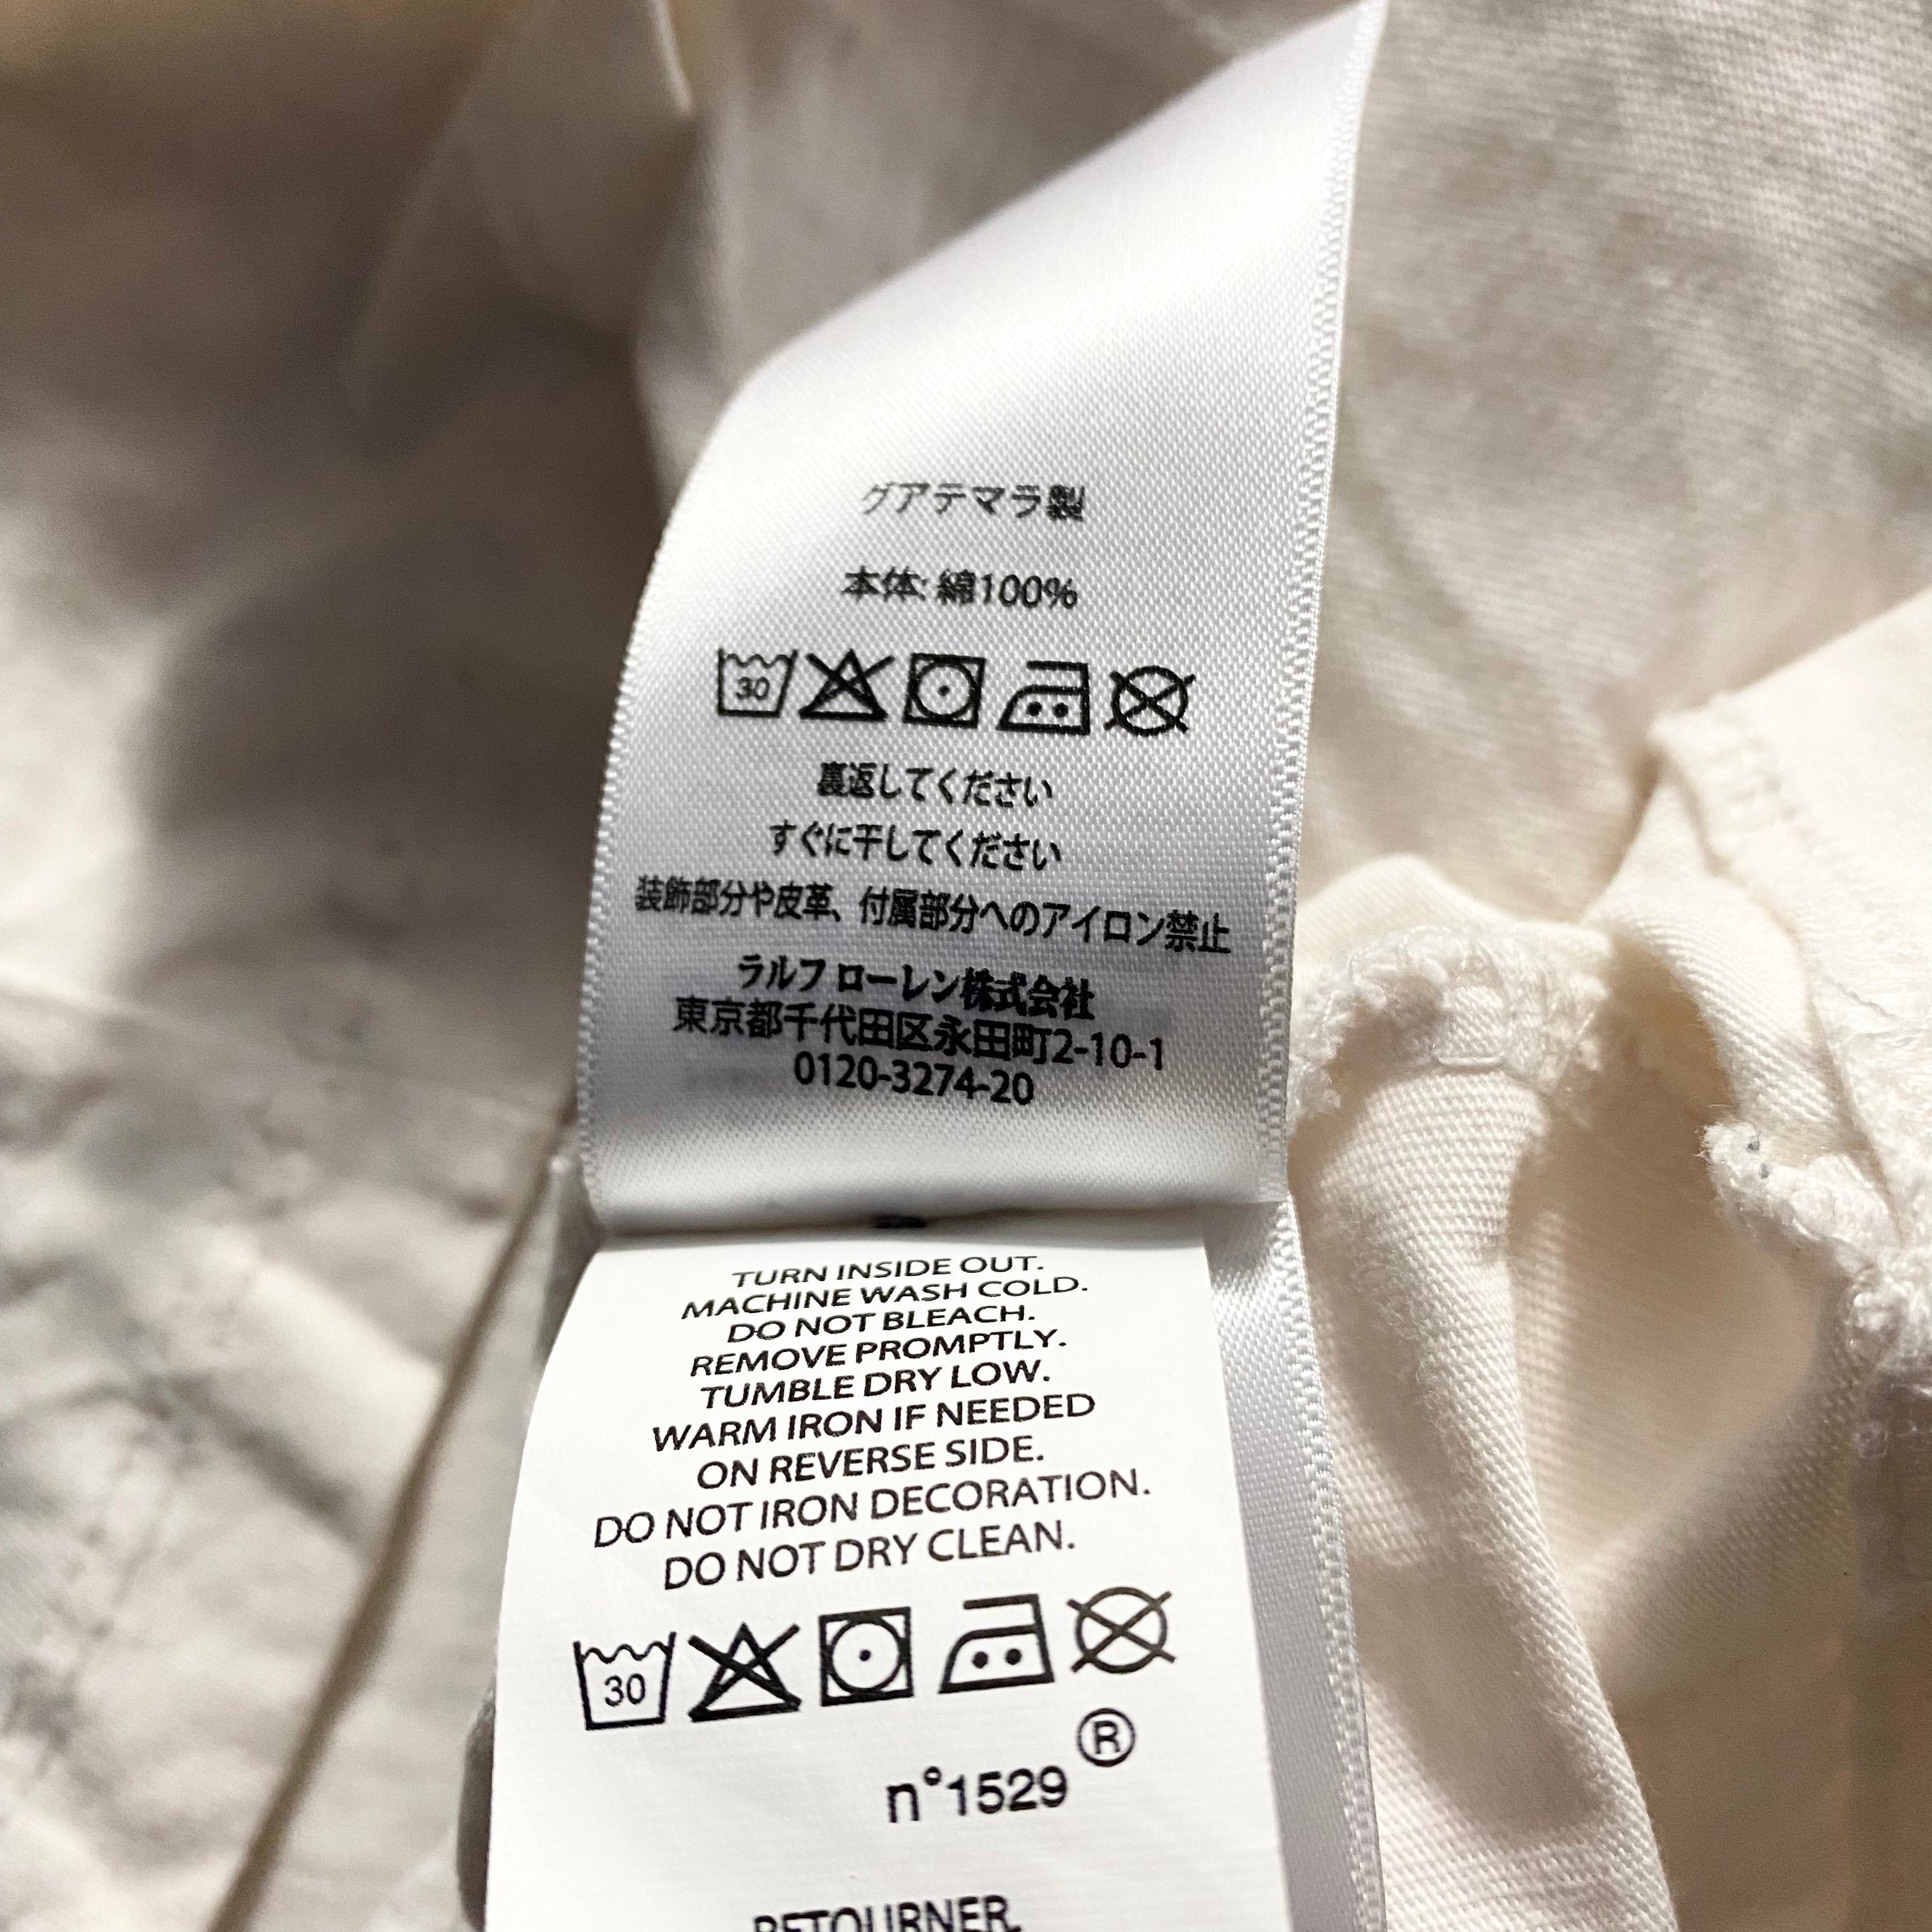 グアテマラ製
本体: 綿100%
30
裏返してください
すぐに干してください
装飾部分や皮革、付属部分へのアイロン禁止
ラルフ ローレン株式会社
東京都千代田区永田町2-10-1
0120-3274-20
TURN INSIDE OUT.
MACHINE WASH COLD.
DO NOT BLEACH.
REMOVE PROMPTLY.
TUMBLE DRY LOW.
WARM IRON IF NEEDED
ON REVERSE SIDE.
DO NOT IRON DECORATION.
DO NOT DRY CLEAN.
30
®
n°1529
RETOURNER.